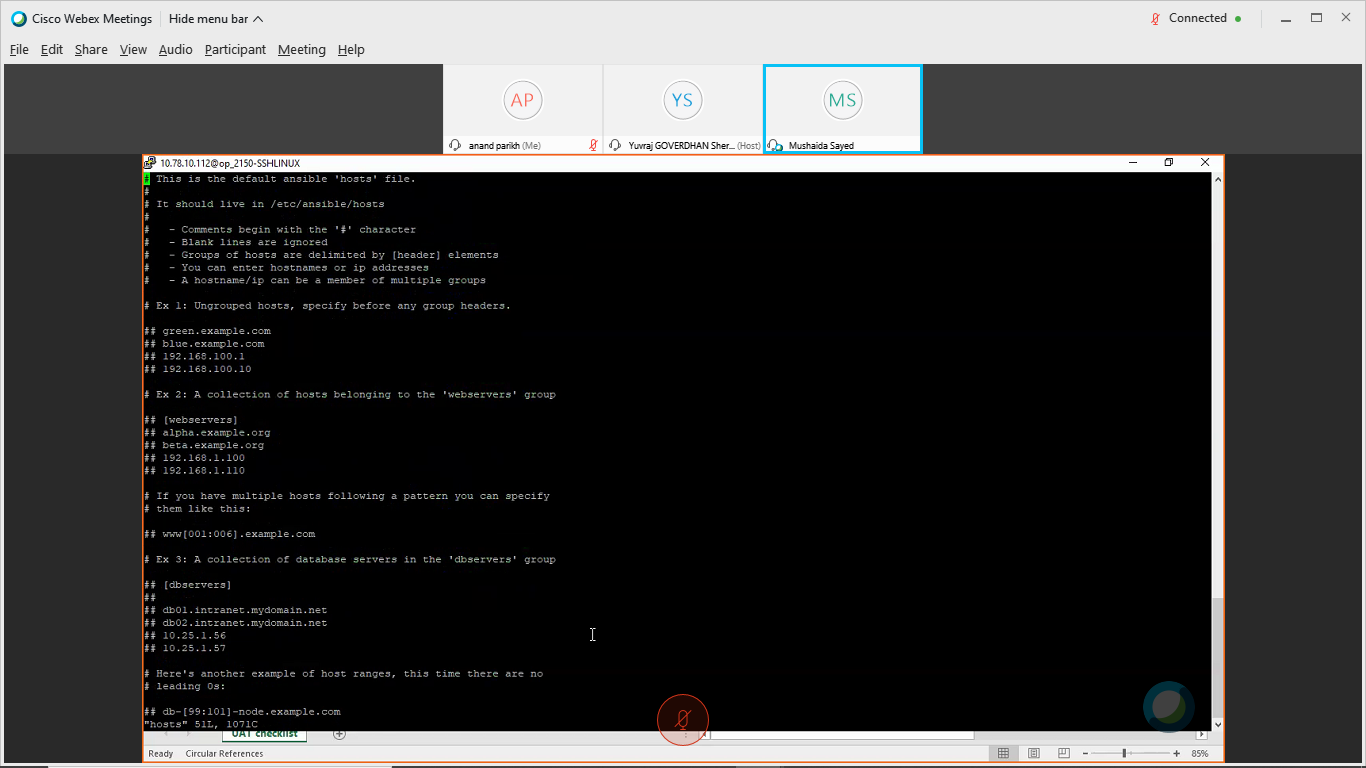 Cisco Webex Meetings
Hide menu bar
Connected
File Edit Share View Audio Participant Meeting Help
AP
YS
MS
anand parikh (Me)
Yuvraj GOVERDHAN Sher... (Host)
Mushaida Sayed
10.78.10.112@op_2150-SSHLINUX
# This is the default ansible 'hosts' file.
#
# It should live in /etc/ansible/hosts
#
#   - Comments begin with the '#' character
#   - Blank lines are ignored
#   - Groups of hosts are delimited by [header] elements
#   - You can enter hostnames or ip addresses
#   - A hostname/ip can be a member of multiple groups
# Ex 1: Ungrouped hosts, specify before any group headers.
## green.example.com
## blue.example.com
## 192.168.100.1
## 192.168.100.10
# Ex 2: A collection of hosts belonging to the 'webservers' group
## [webservers]
## alpha.example.org
## beta.example.org
## 192.168.1.100
## 192.168.1.110
# If you have multiple hosts following a pattern you can specify
# them like this:
## www[001:006].example.com
# Ex 3: A collection of database servers in the 'dbservers' group
## [dbservers]
##
## db01.intranet.mydomain.net
## db02.intranet.mydomain.net
## 10.25.1.56
## 10.25.1.57
# Here's another example of host ranges, this time there are no
# leading 0s:
## db-[99:101]-node.example.com
"hosts" 51L, 1071C
UAT checklist
Ready Circular References
85%